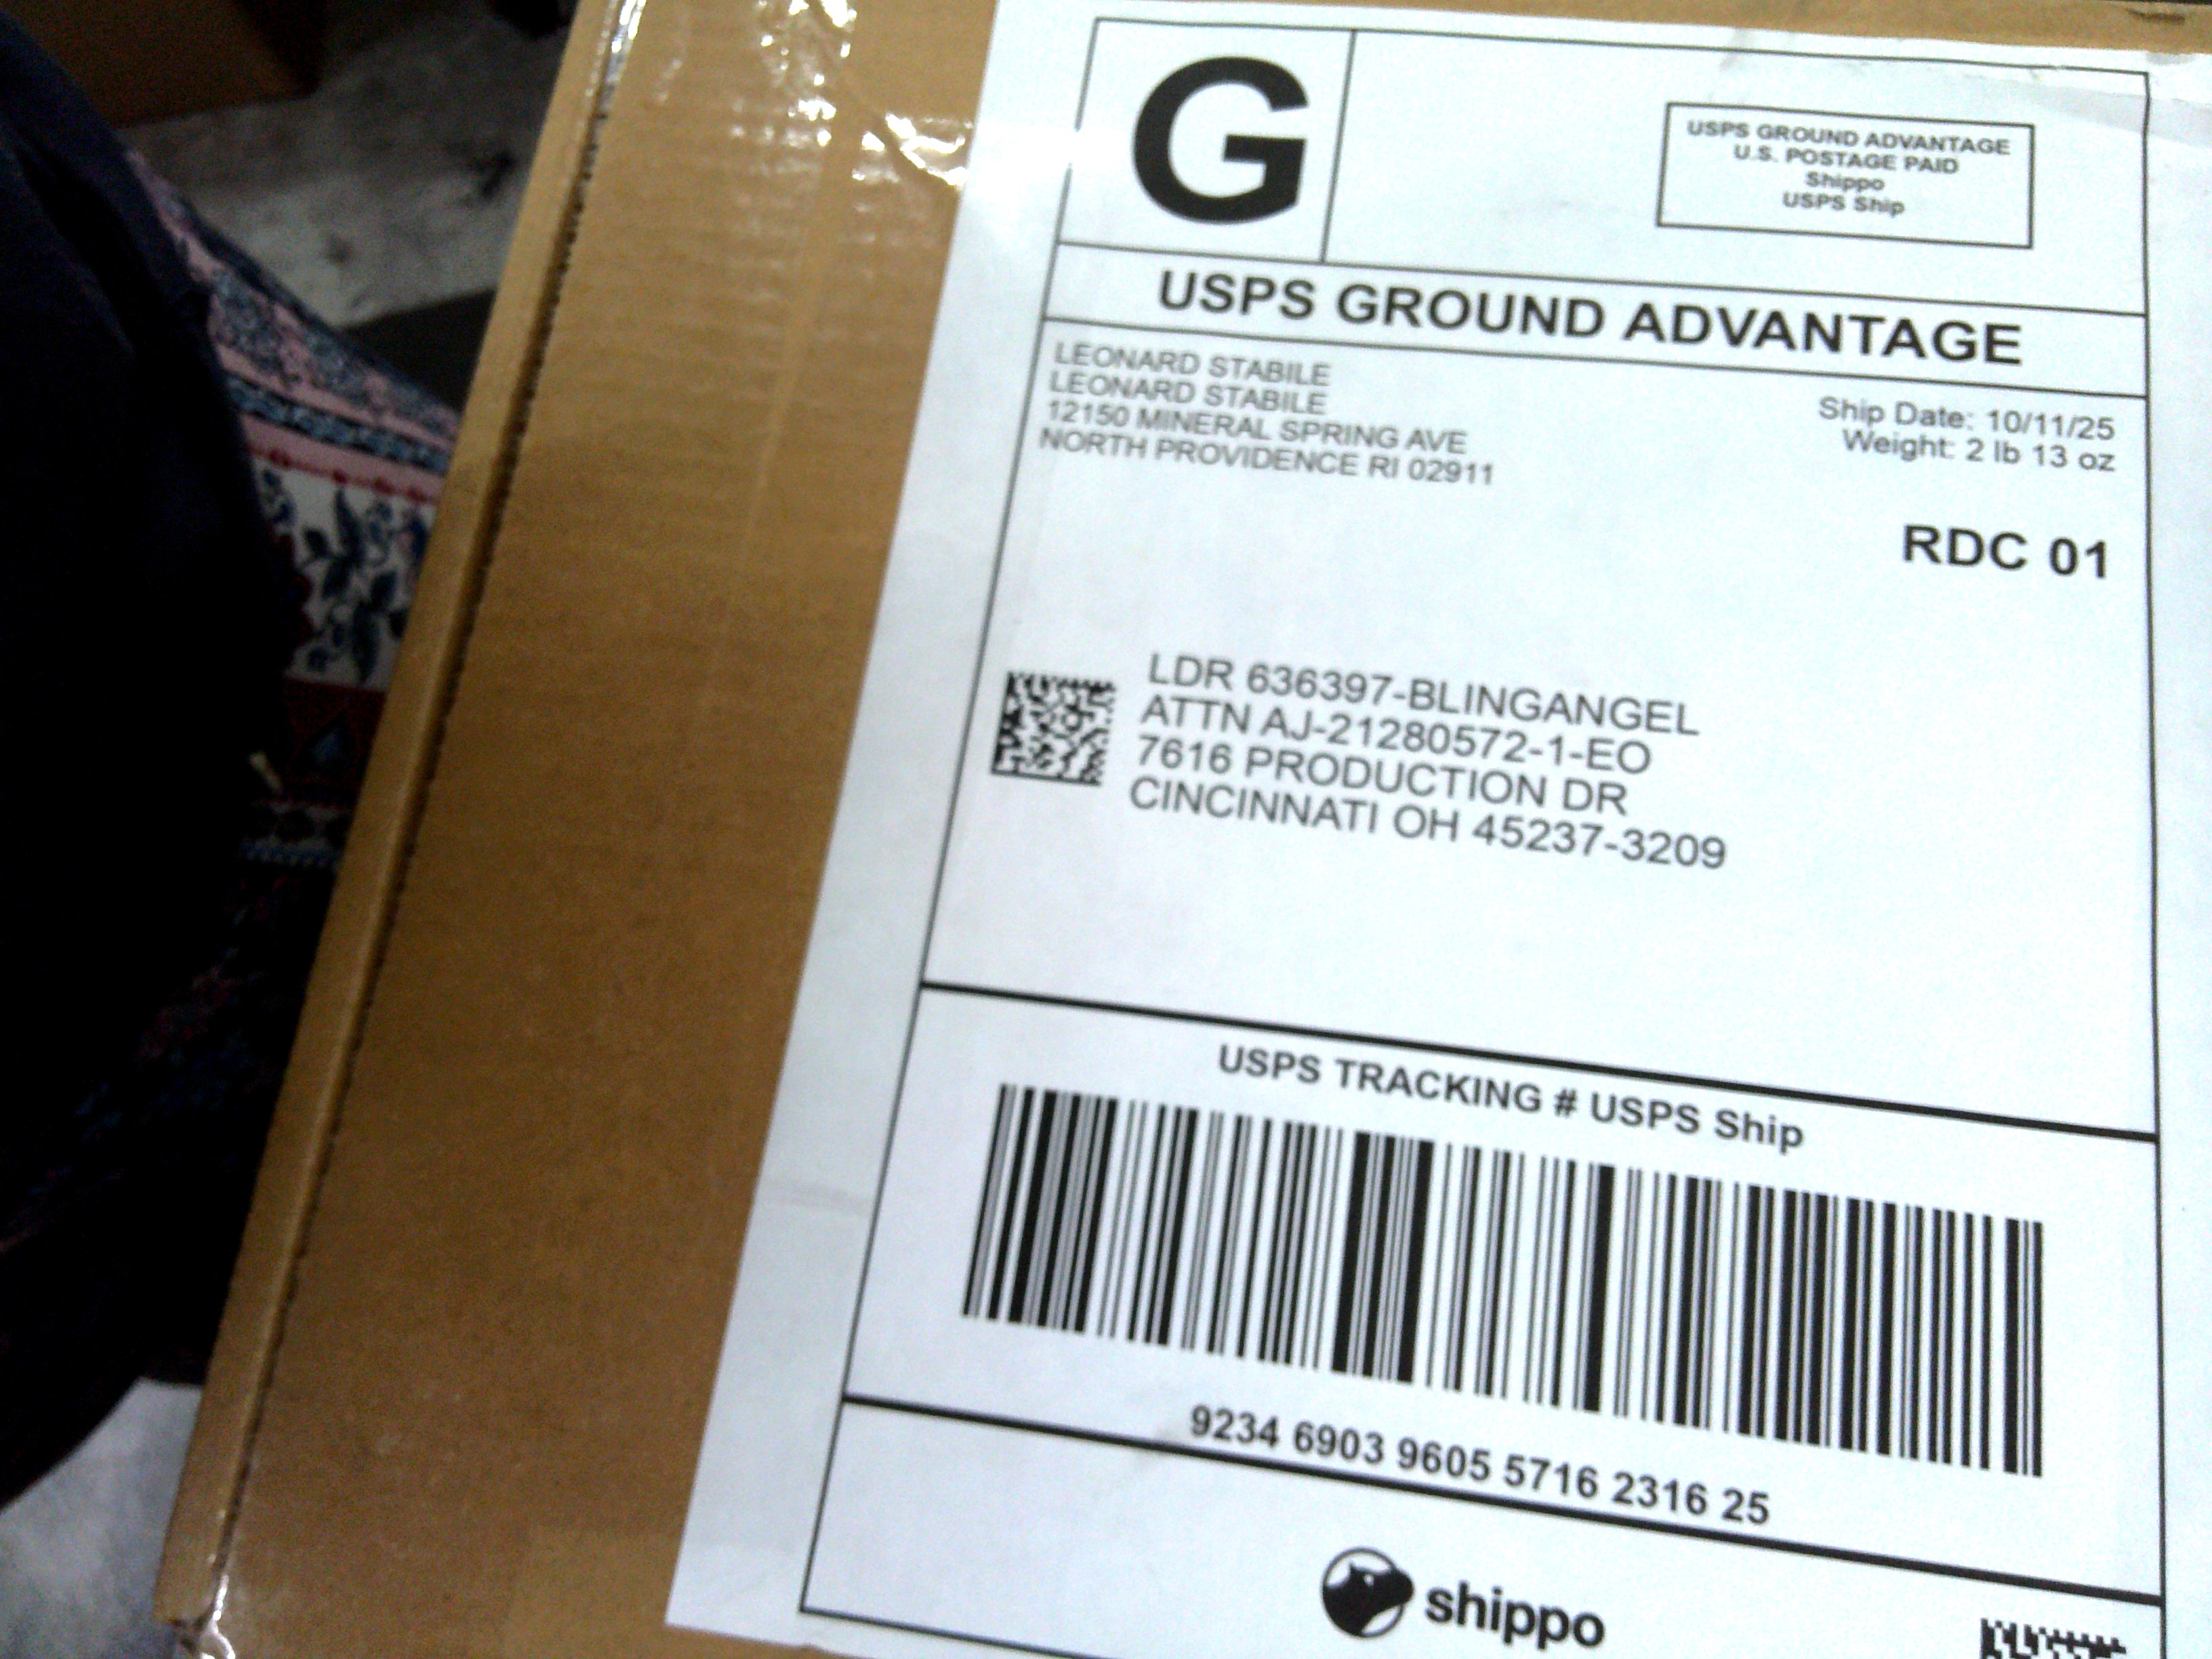 G
USPS GROUND ADVANTAGE
U.S. POSTAGE PAID
Shippo
USPS Ship
USPS GROUND ADVANTAGE
LEONARD STABILE
LEONARD STABILE
12150 MINERAL SPRING AVE
NORTH PROVIDENCE RI 02911
Ship Date: 10/11/25
Weight: 2 lb 13 oz
RDC 01
LDR 636397-BLINGANGEL
ATTN AJ-21280572-1-EO
7616 PRODUCTION DR
CINCINNATI OH 45237-3209
USPS TRACKING # USPS Ship
9234 6903 9605 5716 2316 25
shippo